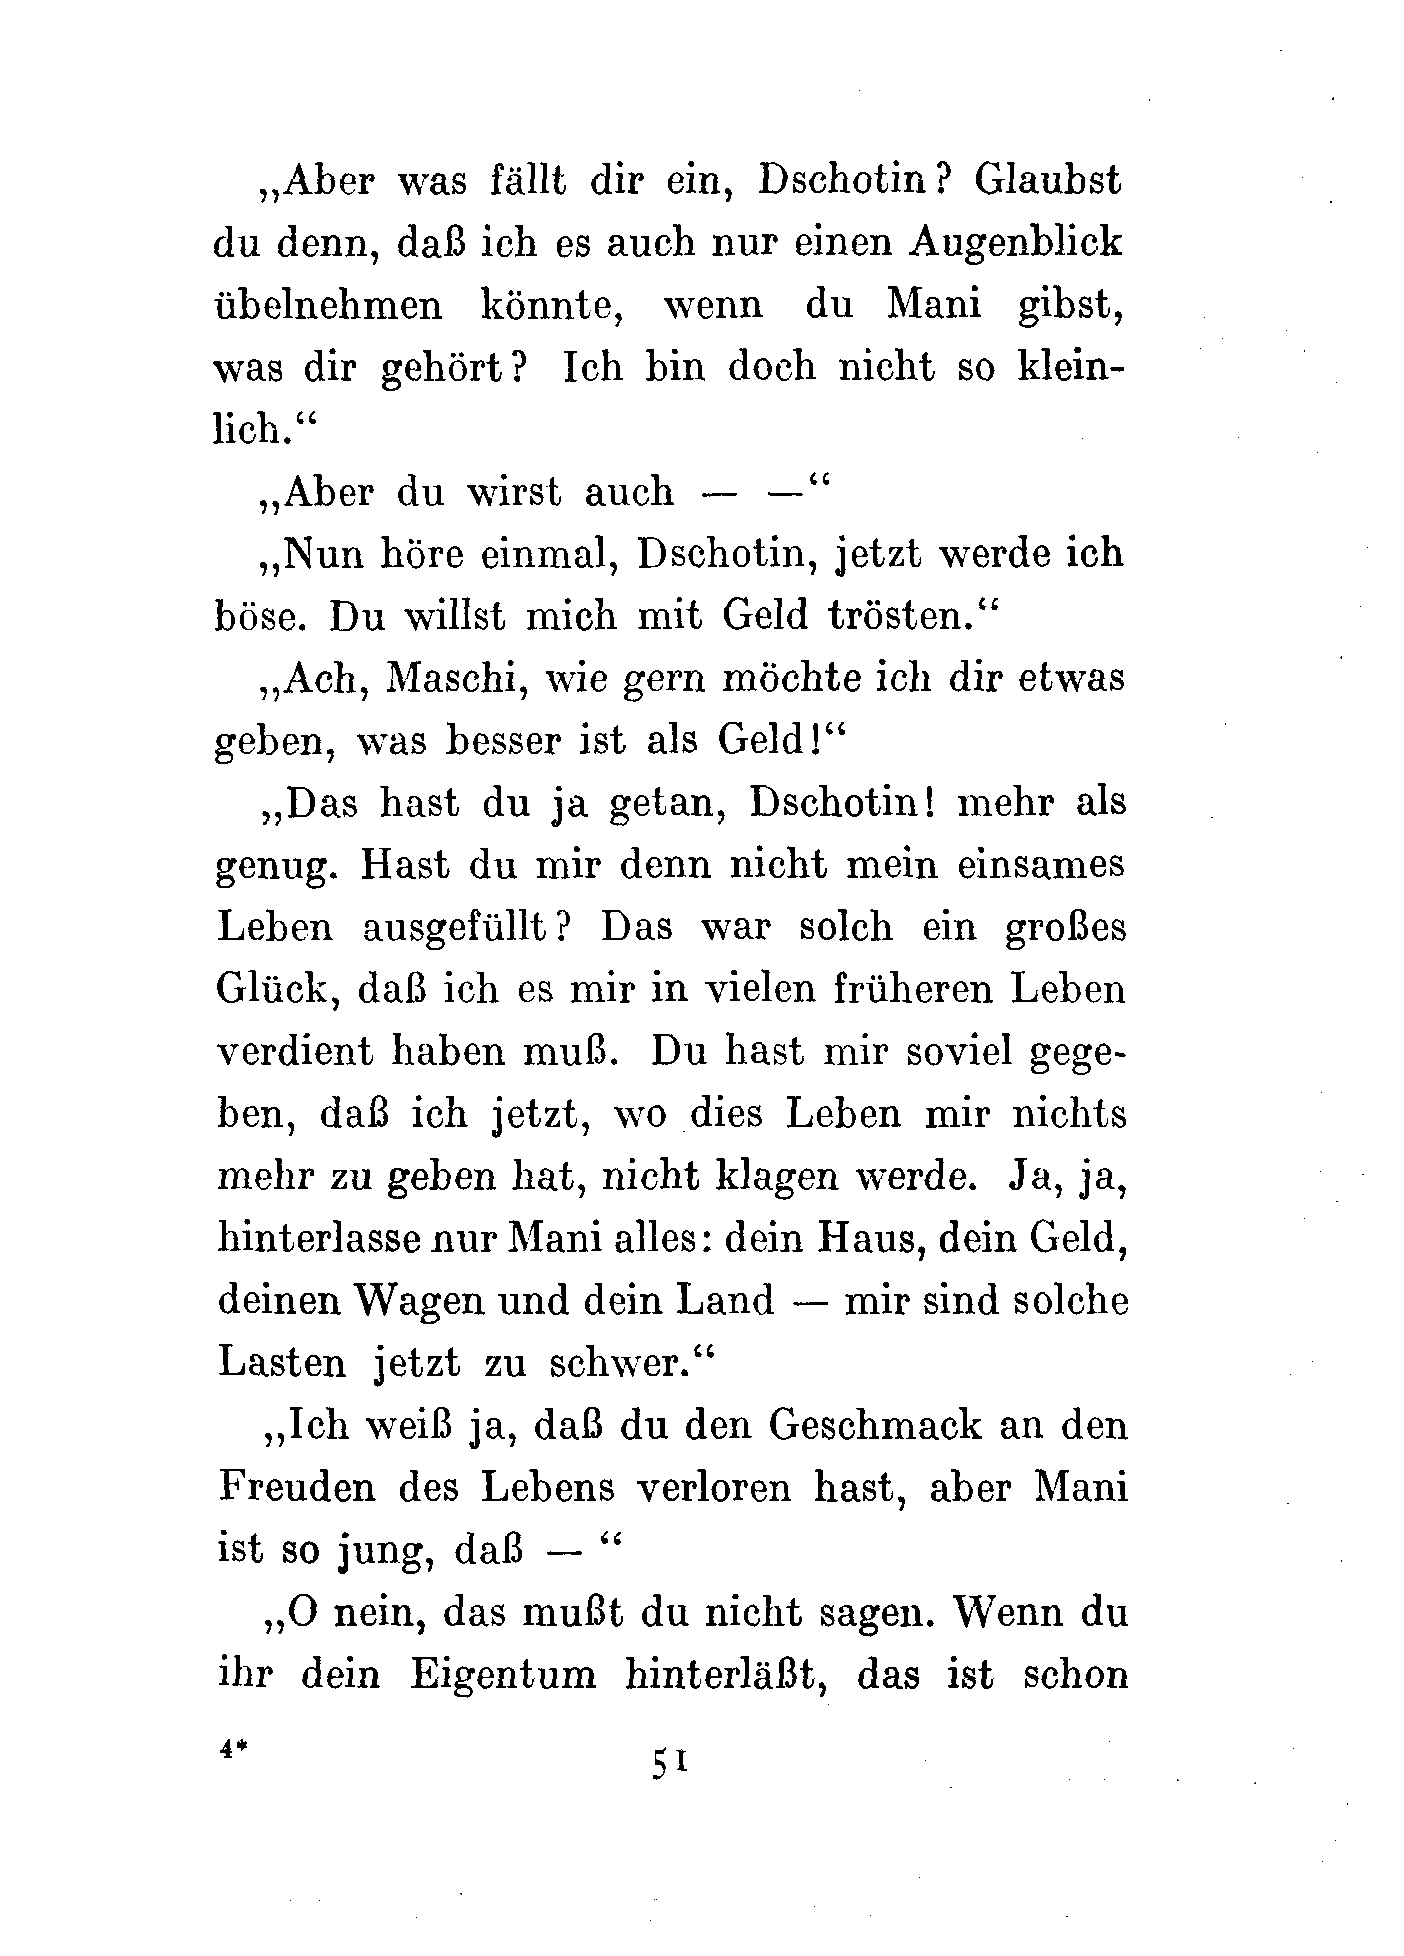 „Aber was fällt dir ein, Dschotin? Glaubst
du denn, daß ich es auch nur einen Augenblick
übelnehmen könnte, wenn du Mani gibst,
was dir gehört? Ich bin doch nicht so klein-
lich.“
„Aber du wirst auch — —“
„Nun höre einmal, Dschotin, jetzt werde ich
böse. Du willst mich mit Geld trösten.“
„Ach, Maschi, wie gern möchte ich dir etwas
geben, was besser ist als Geld!“
„Das hast du ja getan, Dschotin! mehr als
genug. Hast du mir denn nicht mein einsames
Leben ausgefüllt? Das war solch ein großes
Glück, daß ich es mir in vielen früheren Leben
verdient haben muß. Du hast mir soviel gege-
ben, daß ich jetzt, wo dies Leben mir nichts
mehr zu geben hat, nicht klagen werde. Ja, ja,
hinterlasse nur Mani alles: dein Haus, dein Geld,
deinen Wagen und dein Land — mir sind solche
Lasten jetzt zu schwer.“
„Ich weiß ja, daß du den Geschmack an den
Freuden des Lebens verloren hast, aber Mani
ist so jung, daß — “
„O nein, das mußt du nicht sagen. Wenn du
ihr dein Eigentum hinterläßt, das ist schon
4*
51